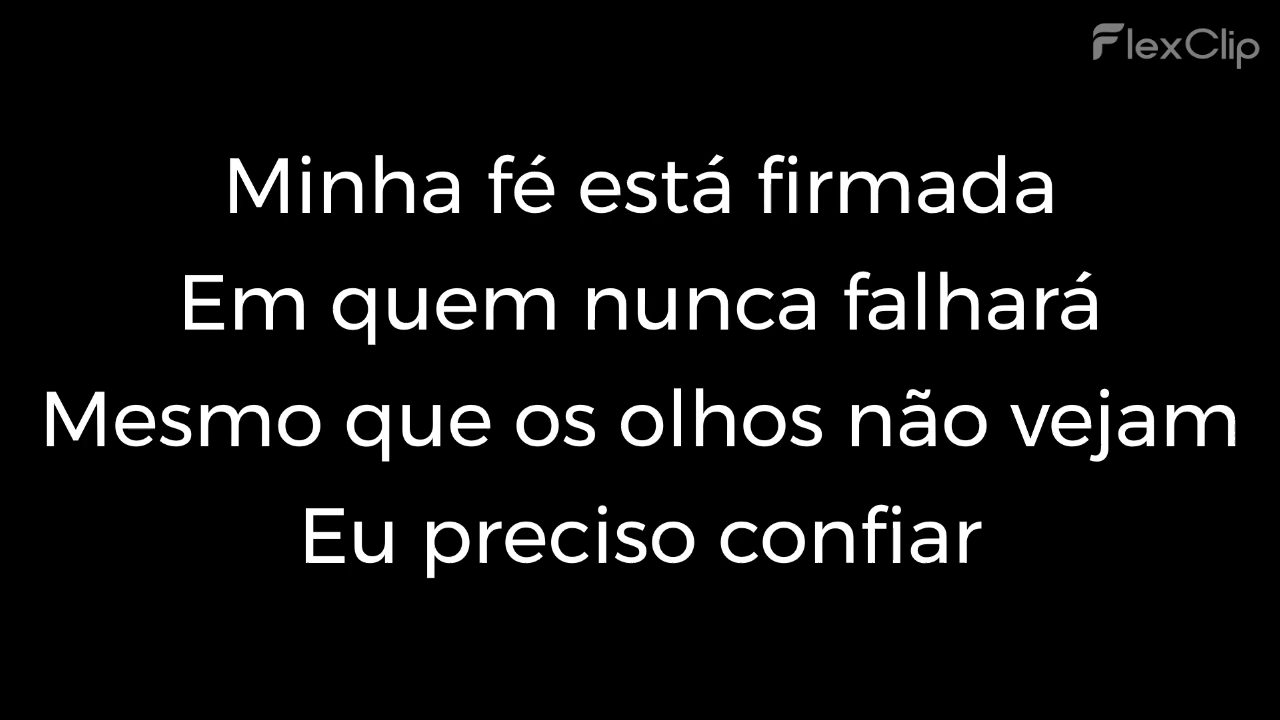 FlexClip
Minha fé está firmada
Em quem nunca falhará
Mesmo que os olhos não vejam
Eu preciso confiar